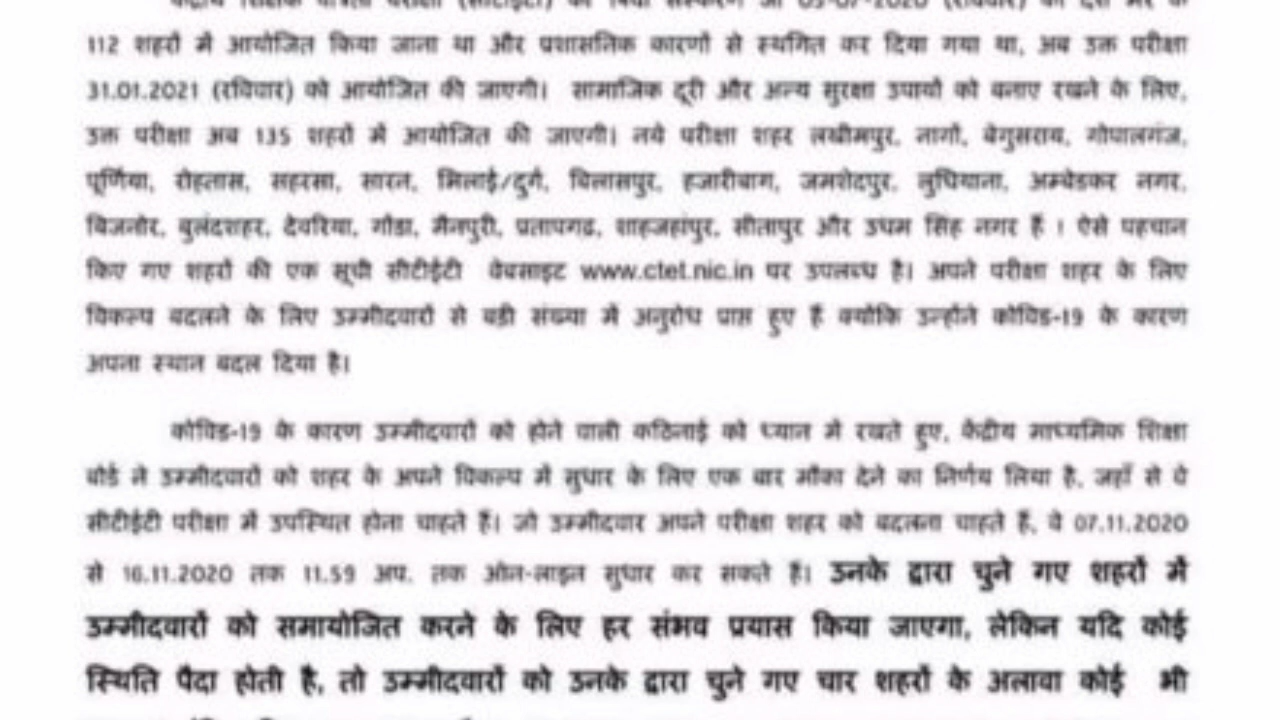 केंद्रीय शिक्षक पात्रता परीक्षा (सीटीईटी) का
112 शहरों में आयोजित किया जाना था और प्रशासनिक कारणों से स्थगित कर दिया गया था, अब उक्त परीक्षा
31.01.2021 (रविवार) को आयोजित की जाएगी। सामाजिक दूरी और अन्य सुरक्षा उपायों को बनाए रखने के लिए,
उक्त परीक्षा अब 135 शहरों में आयोजित की जाएगी। नये परीक्षा शहर लखीमपुर, नागाँ, बेगुसराय, गोपालगंज,
पूर्णिया, रोहतास, सहरसा, सारन, भिलाई/दुर्ग, बिलासपुर, हजारीबाग, जमशेदपुर, लुधियाना, अम्बेडकर नगर,
बिजनोर, बुलंदशहर, देवरिया, गोंडा, मैनपुरी, प्रतापगढ, शाहजहांपुर, सीतापुर और उधम सिंह नगर हैं । ऐसे पहचान
किए गए शहरों की एक सूची सीटीईटी वेबसाइट www.ctet.nic.in पर उपलब्ध है। अपने परीक्षा शहर के लिए
विकल्प बदलने के लिए उम्मीदवारों से बडी संख्या में अनुरोध प्राप्त हुए हैं क्योकि उन्होंने कोविड-19 के कारण
अपना स्थान बदल दिया है।
कोविड-19 के कारण उम्मीदवारों को होने वाली कठिनाई को ध्यान में रखते हुए, केंद्रीय माध्यमिक शिक्षा
बोर्ड ने उम्मीदवारों को शहर के अपने विकल्प में सुधार के लिए एक बार मौका देने का निर्णय लिया है, जहाँ से वे
सीटीईटी परीक्षा में उपस्थित होना चाहते हैं। जो उम्मीदवार अपने परीक्षा शहर को बदलना चाहते हैं, वे 07.11.2020
से 16.11.2020 तक 11.59 अप. तक ऑन-लाइन सुधार कर सकते हैं। उनके द्वारा चुने गए शहरों में
उम्मीदवारों को समायोजित करने के लिए हर संभव प्रयास किया जाएगा, लेकिन यदि कोई
स्थिति पैदा होती है, तो उम्मीदवारों को उनके द्वारा चुने गए चार शहरों के अलावा कोई भी